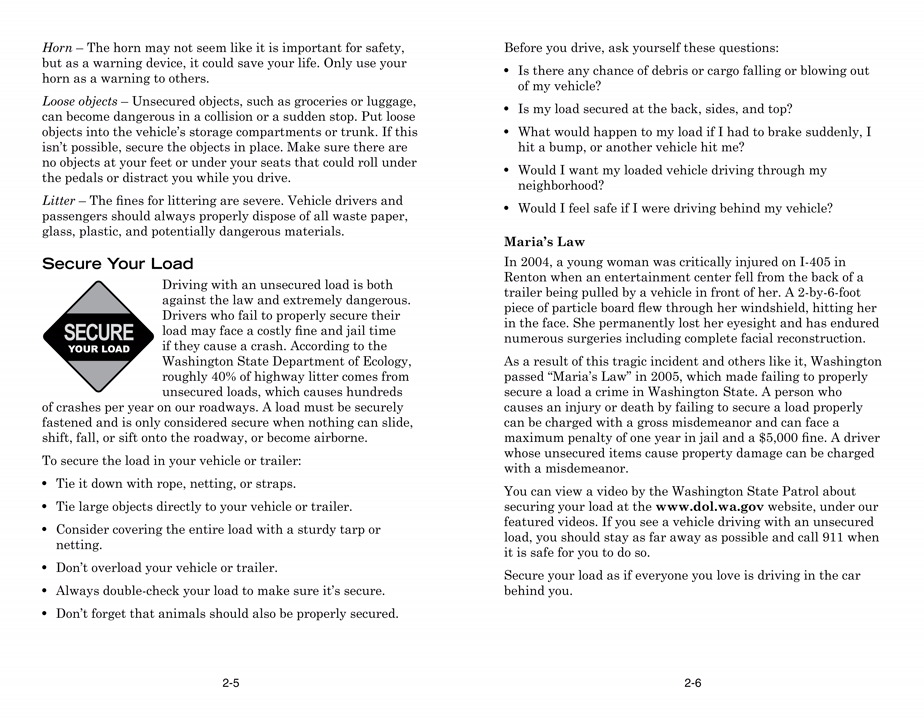 Horn – The horn may not seem like it is important for safety,
but as a warning device, it could save your life. Only use your
horn as a warning to others.
Loose objects – Unsecured objects, such as groceries or luggage,
can become dangerous in a collision or a sudden stop. Put loose
objects into the vehicle's storage compartments or trunk. If this
isn't possible, secure the objects in place. Make sure there are
no objects at your feet or under your seats that could roll under
the pedals or distract you while you drive.
Litter – The fines for littering are severe. Vehicle drivers and
passengers should always properly dispose of all waste paper,
glass, plastic, and potentially dangerous materials.
Secure Your Load
SECURE
YOUR LOAD
Driving with an unsecured load is both
against the law and extremely dangerous.
Drivers who fail to properly secure their
load may face a costly fine and jail time
if they cause a crash. According to the
Washington State Department of Ecology,
roughly 40% of highway litter comes from
unsecured loads, which causes hundreds
of crashes per year on our roadways. A load must be securely
fastened and is only considered secure when nothing can slide,
shift, fall, or sift onto the roadway, or become airborne.
To secure the load in your vehicle or trailer:
• Tie it down with rope, netting, or straps.
• Tie large objects directly to your vehicle or trailer.
• Consider covering the entire load with a sturdy tarp or
netting.
• Don't overload your vehicle or trailer.
• Always double-check your load to make sure it's secure.
• Don't forget that animals should also be properly secured.
2-5
Before you drive, ask yourself these questions:
• Is there any chance of debris or cargo falling or blowing out
of my vehicle?
• Is my load secured at the back, sides, and top?
• What would happen to my load if I had to brake suddenly, I
hit a bump, or another vehicle hit me?
• Would I want my loaded vehicle driving through my
neighborhood?
• Would I feel safe if I were driving behind my vehicle?
Maria's Law
In 2004, a young woman was critically injured on I-405 in
Renton when an entertainment center fell from the back of a
trailer being pulled by a vehicle in front of her. A 2-by-6-foot
piece of particle board flew through her windshield, hitting her
in the face. She permanently lost her eyesight and has endured
numerous surgeries including complete facial reconstruction.
As a result of this tragic incident and others like it, Washington
passed "Maria's Law" in 2005, which made failing to properly
secure a load a crime in Washington State. A person who
causes an injury or death by failing to secure a load properly
can be charged with a gross misdemeanor and can face a
maximum penalty of one year in jail and a $5,000 fine. A driver
whose unsecured items cause property damage can be charged
with a misdemeanor.
You can view a video by the Washington State Patrol about
securing your load at the www.dol.wa.gov website, under our
featured videos. If you see a vehicle driving with an unsecured
load, you should stay as far away as possible and call 911 when
it is safe for you to do so.
Secure your load as if everyone you love is driving in the car
behind you.
2-6